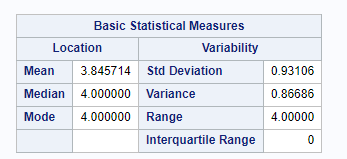 Basic Statistical Measures
Location Variability
Mean 3.845714 Std Deviation 0.93106
Median 4.000000 Variance 0.86686
Mode 4.000000 Range 4.00000
Interquartile Range 0